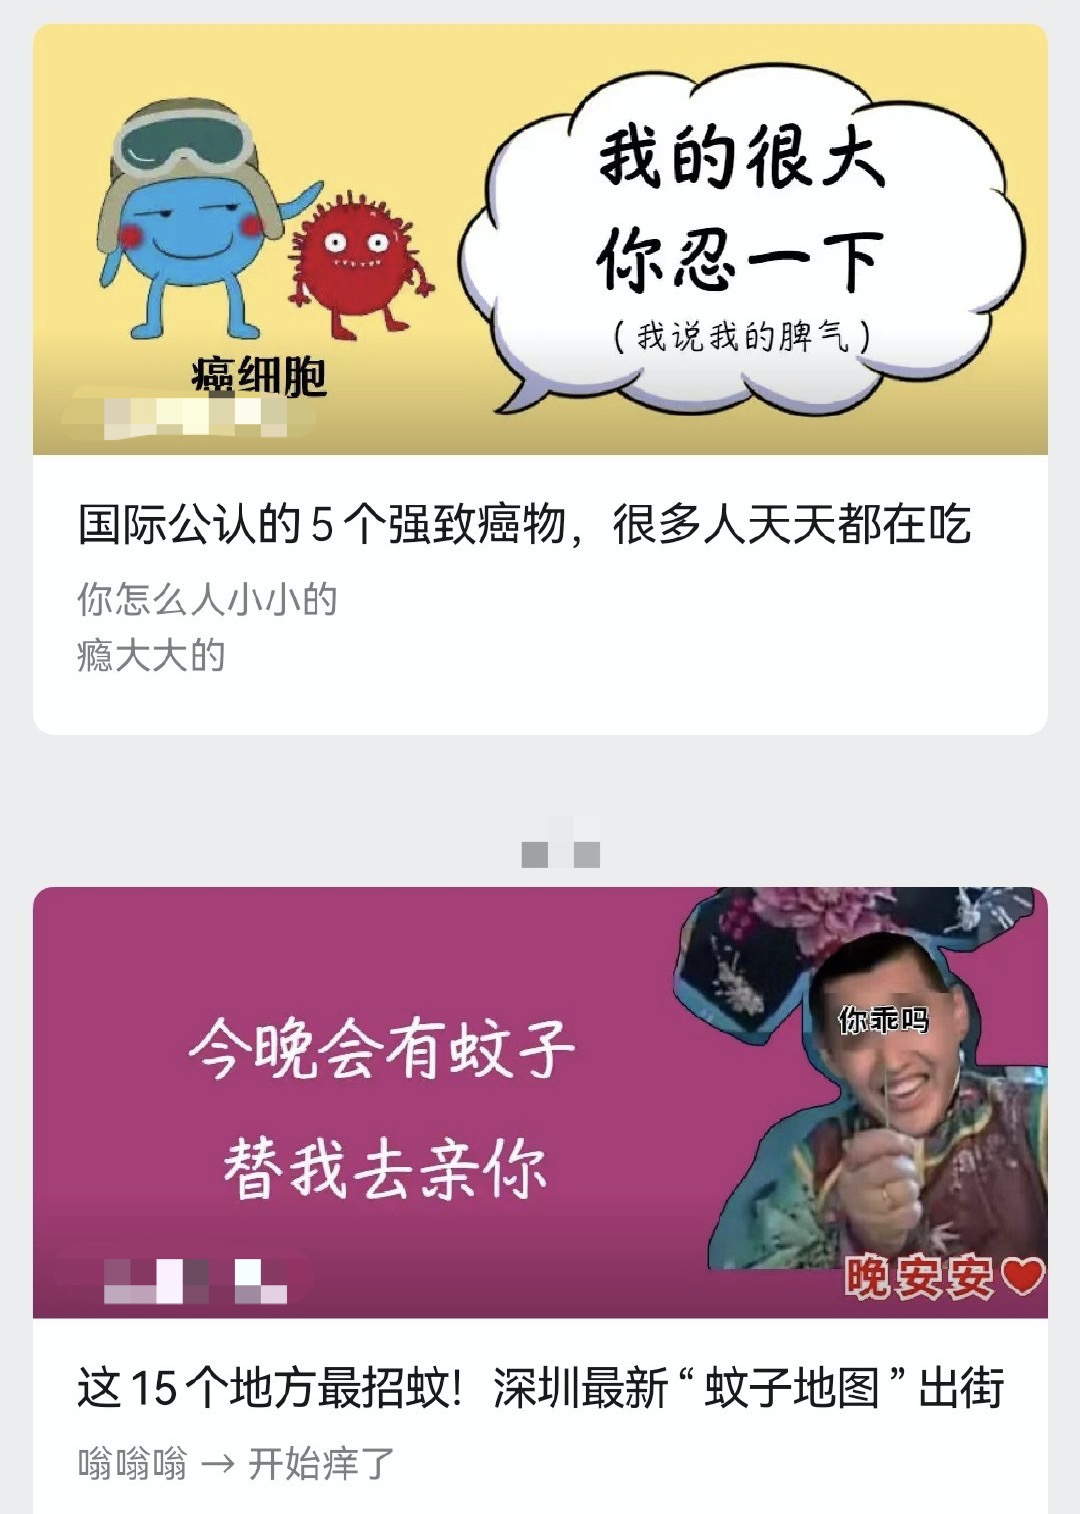 我的很大
你忍一下
(我说我的脾气)
癌细胞
国际公认的5个强致癌物，很多人天天都在吃
你怎么人小小的
瘾大大的
你乖吗
今晚会有蚊子
替我去亲你
晚安安
这15个地方最招蚊！深圳最新“蚊子地图”出街
嗡嗡嗡 → 开始痒了